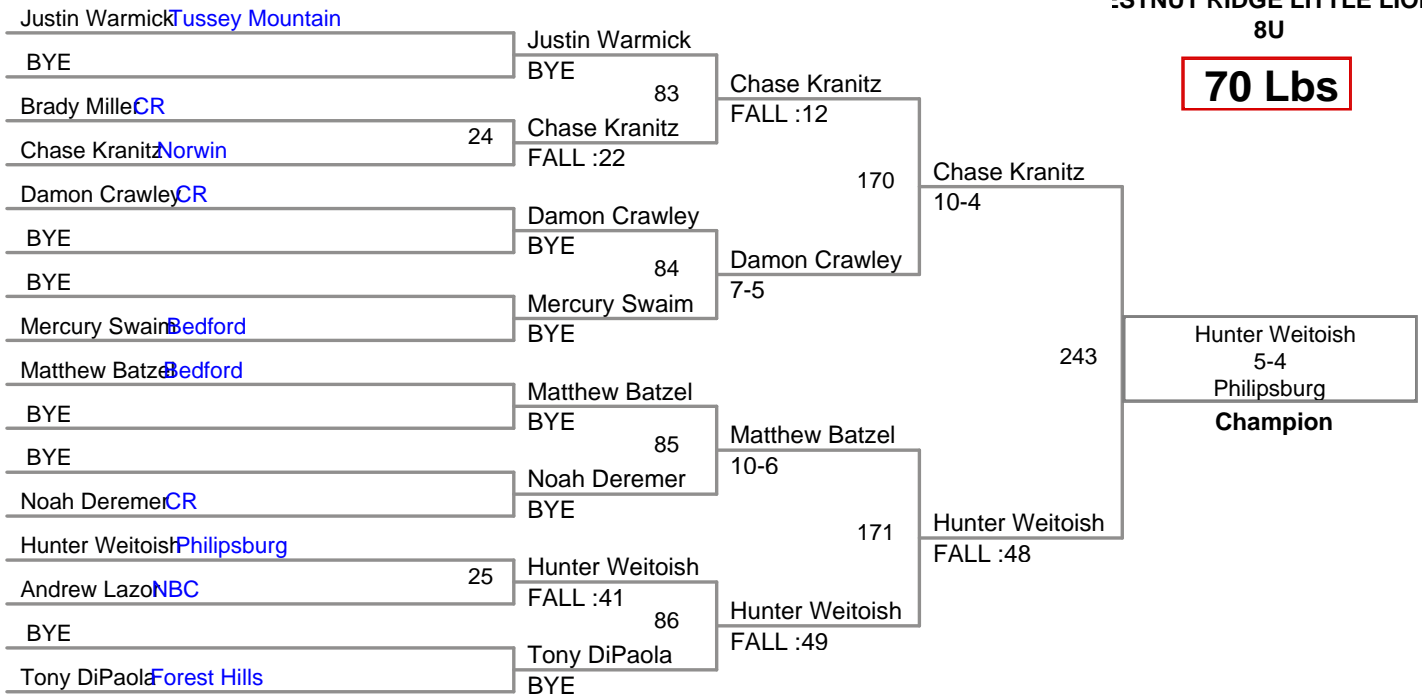 ESTNUT RIDGE LITTLE LIO
8U
70 Lbs
Justin Warmick Tussey Mountain
BYE
Brady Miller CR
Chase Kranitz Norwin
Damon Crawley CR
BYE
BYE
Mercury Swaim Bedford
Matthew Batzel Bedford
BYE
BYE
Noah Deremer CR
Hunter Weitoish Philipsburg
Andrew Lazor NBC
BYE
Tony DiPaola Forest Hills
24
25
Justin Warmick
BYE
83
Chase Kranitz
FALL :22
Damon Crawley
BYE
84
Mercury Swaim
BYE
Matthew Batzel
BYE
85
Noah Deremer
BYE
Hunter Weitoish
FALL :41
86
Tony DiPaola
BYE
Chase Kranitz
FALL :12
170
Damon Crawley
7-5
Matthew Batzel
10-6
171
Hunter Weitoish
FALL :49
Chase Kranitz
10-4
243
Hunter Weitoish
FALL :48
Hunter Weitoish
5-4
Philipsburg
Champion